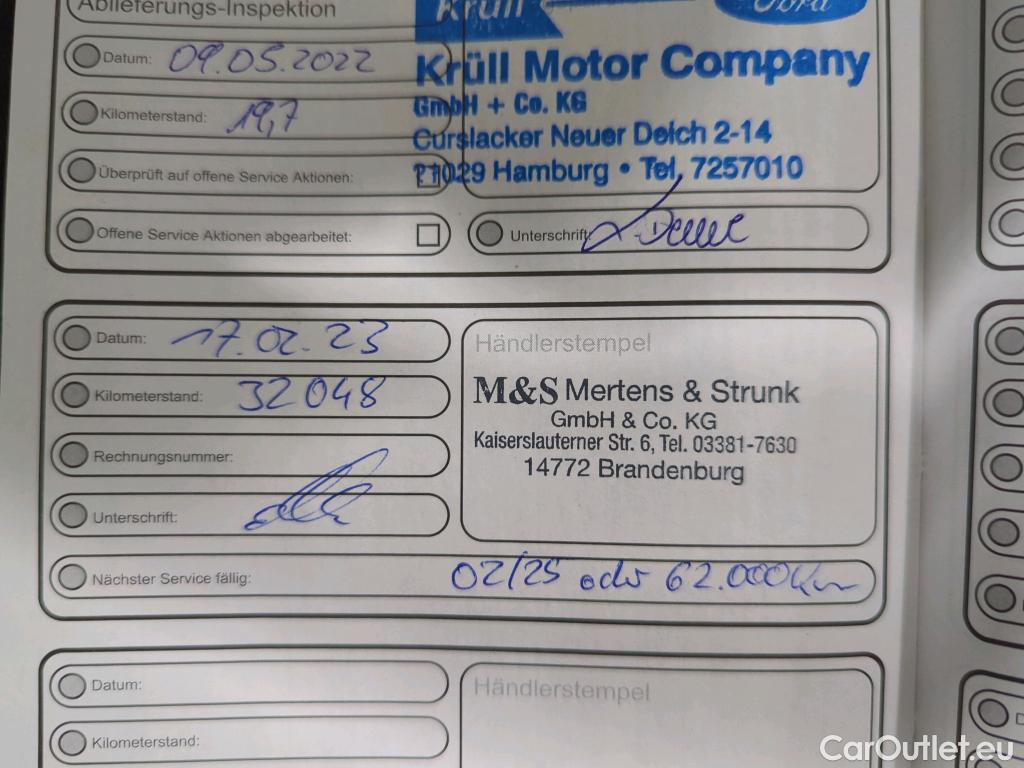 Ablieferungs-Inspektion
Krüll
Ford
Datum: 09.05.2022
Krüll Motor Company
GmbH + Co. KG
Kilometerstand: 19,7
Curslacker Neuer Deich 2-14
Überprüft auf offene Service Aktionen:
21029 Hamburg • Tel. 7257010
Offene Service Aktionen abgearbeitet:
Unterschrift:
Datum: 17.02.23
Händlerstempel
Kilometerstand: 32048
M&S Mertens & Strunk
GmbH & Co. KG
Kaiserslauterner Str. 6, Tel. 03381-7630
14772 Brandenburg
Rechnungsnummer:
Unterschrift:
Nächster Service fällig: 02/25 oder 62.000 Km
Datum:
Händlerstempel
Kilometerstand:
CarOutlet.eu